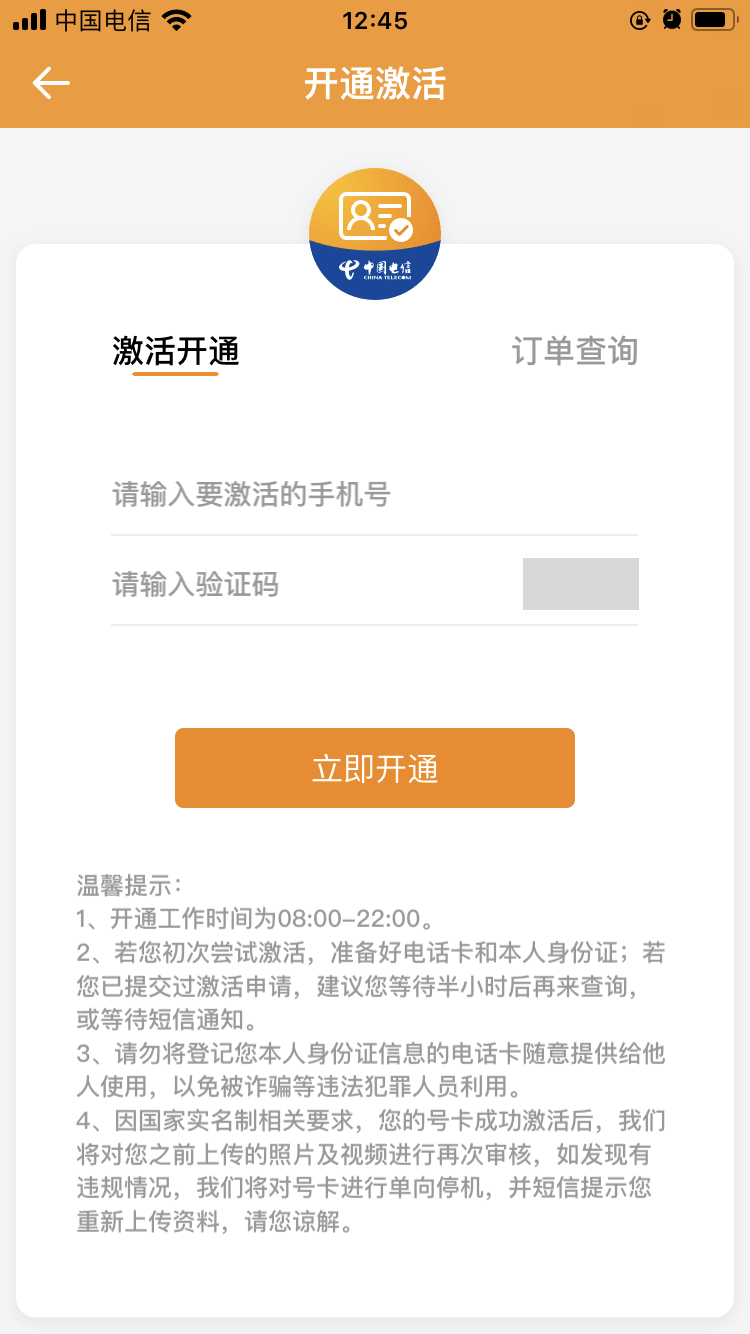 中国电信
12:45
开通激活
中国电信
CHINA TELECOM
激活开通
订单查询
请输入要激活的手机号
请输入验证码
立即开通
温馨提示：
1、开通工作时间为08:00-22:00。
2、若您初次尝试激活，准备好电话卡和本人身份证；若
您已提交过激活申请，建议您等待半小时后再来查询，
或等待短信通知。
3、请勿将登记您本人身份证信息的电话卡随意提供给他
人使用，以免被诈骗等违法犯罪人员利用。
4、因国家实名制相关要求，您的号卡成功激活后，我们
将对您之前上传的照片及视频进行再次审核，如发现有
违规情况，我们将对号卡进行单向停机，并短信提示您
重新上传资料，请您谅解。